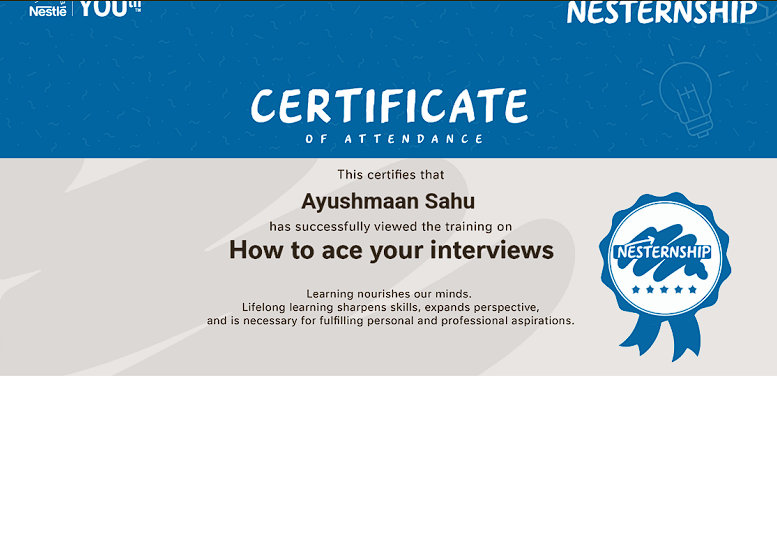 Nestlé YOUth™ NESTERNSHIP
CERTIFICATE
OF ATTENDANCE
This certifies that
Ayushmaan Sahu
has successfully viewed the training on
How to ace your interviews
NESTERNSHIP
Learning nourishes our minds.
Lifelong learning sharpens skills, expands perspective,
and is necessary for fulfilling personal and professional aspirations.